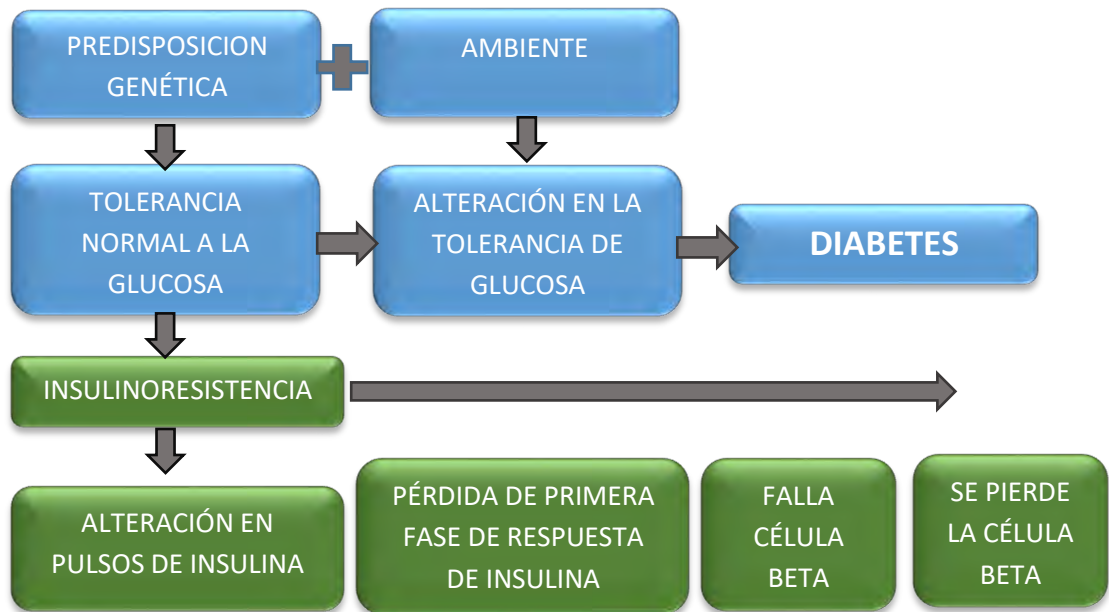 PREDISPOSICION
GENÉTICA
AMBIENTE
TOLERANCIA
NORMAL A LA
GLUCOSA
ALTERACIÓN EN LA
TOLERANCIA DE
GLUCOSA
DIABETES
INSULINORESISTENCIA
ALTERACIÓN EN
PULSOS DE INSULINA
PÉRDIDA DE PRIMERA
FASE DE RESPUESTA
DE INSULINA
FALLA
CÉLULA
BETA
SE PIERDE
LA CÉLULA
BETA